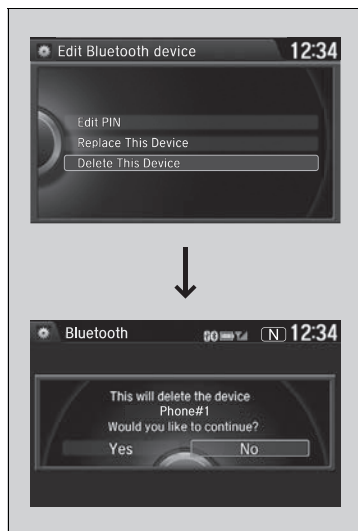 Edit Bluetooth device 12:34
Edit PIN
Replace This Device
Delete This Device
Bluetooth N 12:34
This will delete the device
Phone#1
Would you like to continue?
Yes No